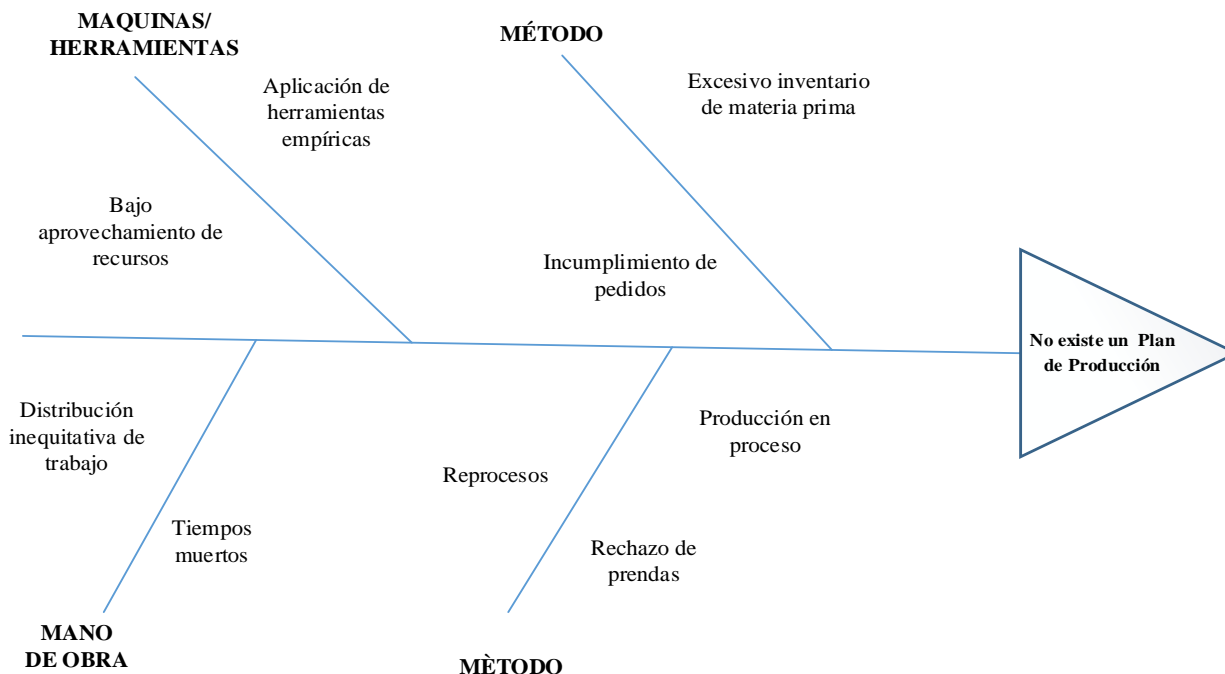 MAQUINAS/
HERRAMIENTAS
MÉTODO
Aplicación de
herramientas
empíricas
Excesivo inventario
de materia prima
Bajo
aprovechamiento de
recursos
Incumplimiento de
pedidos
No existe un Plan
de Producción
Distribución
inequitativa de
trabajo
Producción en
proceso
Reprocesos
Tiempos
muertos
Rechazo de
prendas
MANO
DE OBRA
MÈTODO